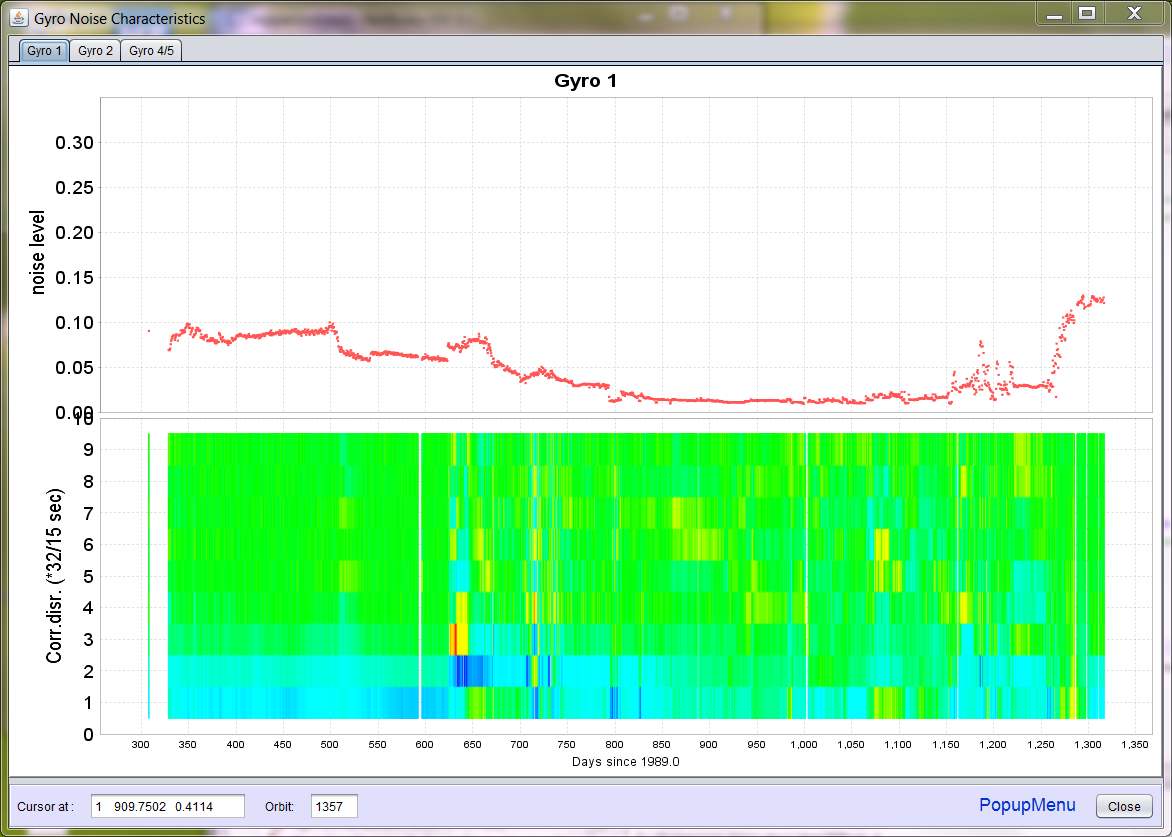 Gyro Noise Characteristics
Gyro 1 Gyro 2 Gyro 4/5
Gyro 1
noise level
0.30
0.25
0.20
0.15
0.10
0.05
0.00
Corr.disr. (*32/15 sec)
10
9
8
7
6
5
4
3
2
1
0
300 350 400 450 500 550 600 650 700 750 800 850 900 950 1,000 1,050 1,100 1,150 1,200 1,250 1,300 1,350
Days since 1989.0
Cursor at : 1 909.7502 0.4114 Orbit: 1357 PopupMenu Close